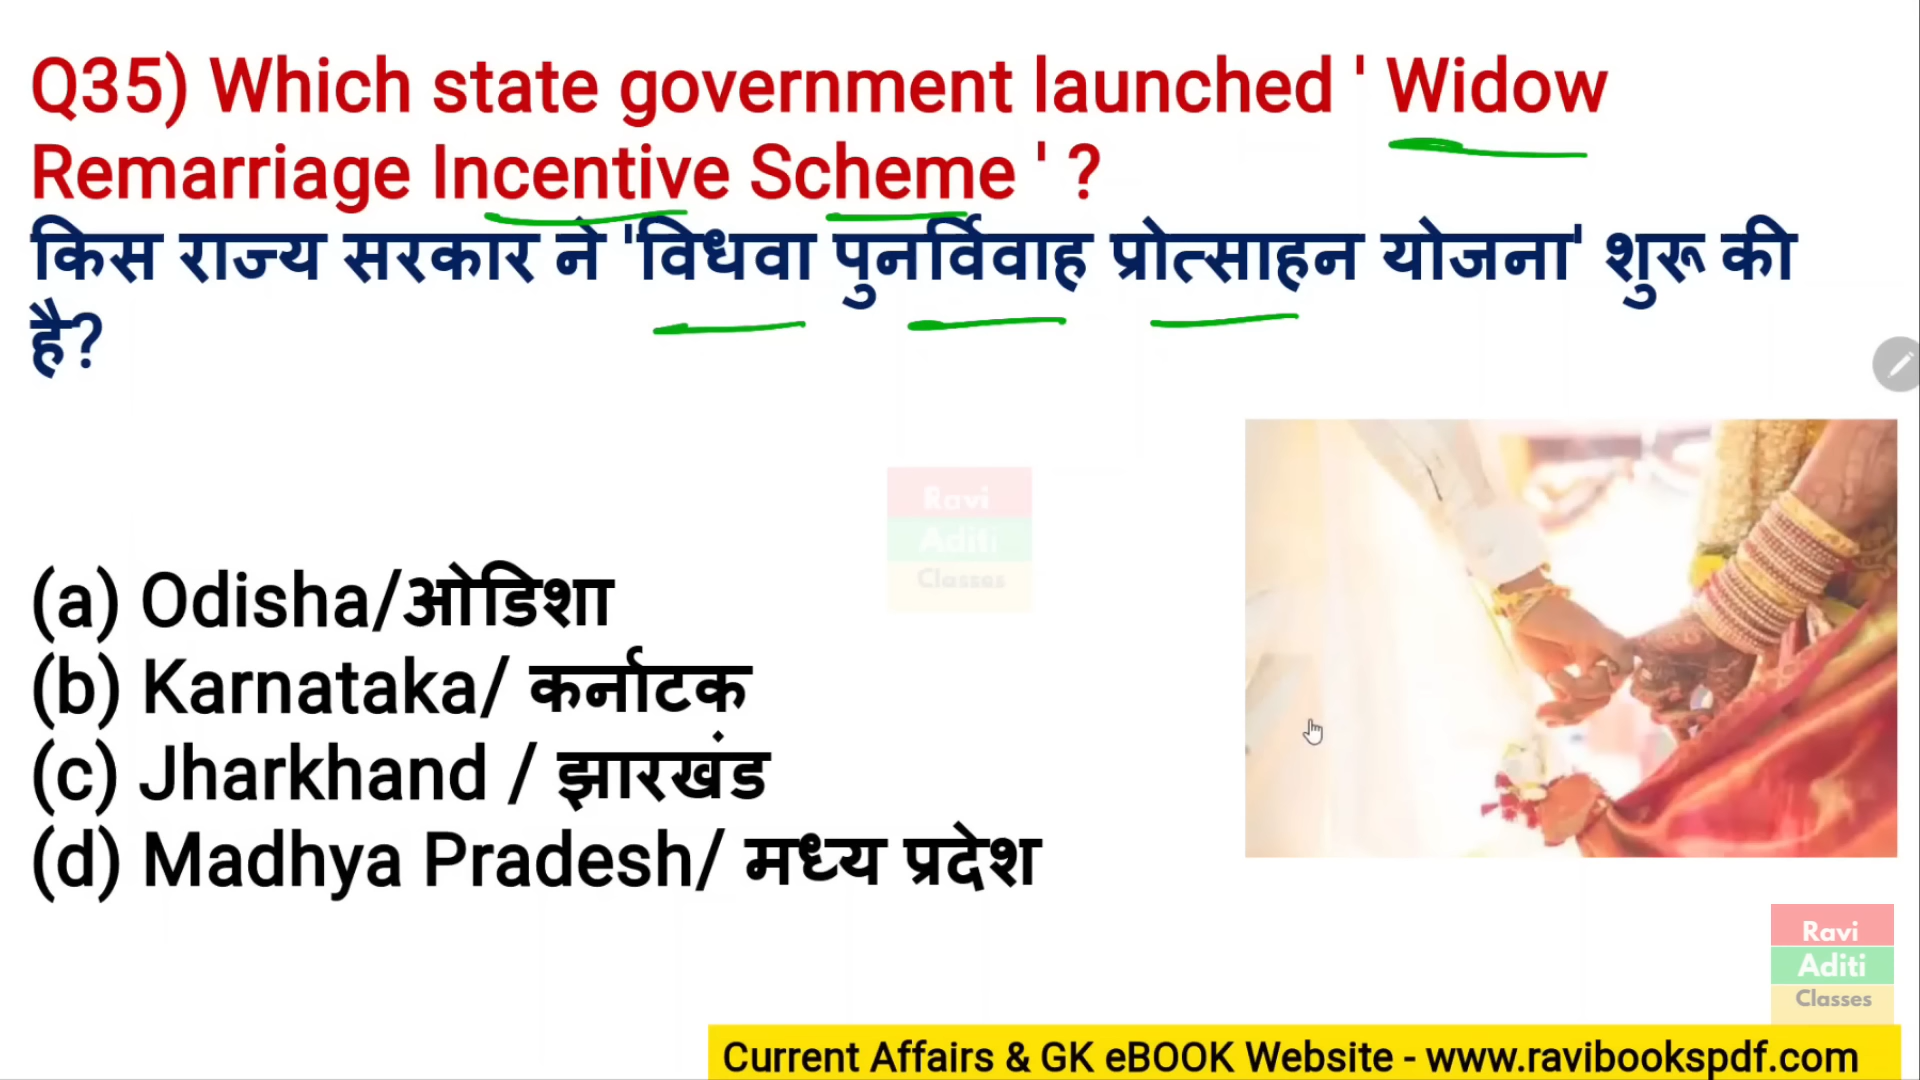 Q35) Which state government launched ' Widow
Remarriage Incentive Scheme ' ?
किस राज्य सरकार ने 'विधवा पुनर्विवाह प्रोत्साहन योजना' शुरू की
है?
Ravi
Aditi
Classes
(a) Odisha/ओडिशा
(b) Karnataka/ कर्नाटक
(c) Jharkhand / झारखंड
(d) Madhya Pradesh/ मध्य प्रदेश
Ravi
Aditi
Classes
Current Affairs & GK eBOOK Website - www.ravibookspdf.com